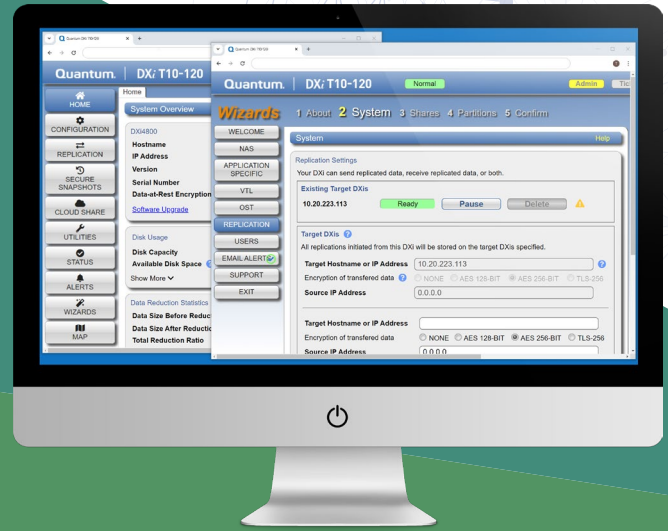 Quantum DXi T10-120
Quantum. DXi T10-120
Home
HOME
CONFIGURATION
REPLICATION
SECURE
SNAPSHOTS
CLOUD SHARE
UTILITIES
STATUS
ALERTS
WIZARDS
MAP
System Overview
DXi4800
Hostname
IP Address
Version
Serial Number
Data-at-Rest Encryption
Software Upgrade
Disk Usage
Disk Capacity
Available Disk Space
Show More
Data Reduction Statistics
Data Size Before Reduc
Data Size After Reductio
Total Reduction Ratio
Quantum DXi T10-120
Quantum. DXi T10-120 Normal Admin Tic
Wizards 1 About 2 System 3 Shares 4 Partitions 5 Confirm
WELCOME
NAS
APPLICATION
SPECIFIC
VTL
OST
REPLICATION
USERS
EMAIL ALERTS
SUPPORT
EXIT
System Help
Replication Settings
Your DXi can send replicated data, receive replicated data, or both.
Existing Target DXis
10.20.223.113 Ready Pause Delete
Target DXis ?
All replications initiated from this DXi will be stored on the target DXis specified.
Target Hostname or IP Address 10.20.223.113 ?
Encryption of transfered data ? NONE AES 128-BIT AES 256-BIT TLS-256
Source IP Address 0.0.0.0
Target Hostname or IP Address
Encryption of transfered data NONE AES 128-BIT AES 256-BIT TLS-256
Source IP Address 0.0.0.0